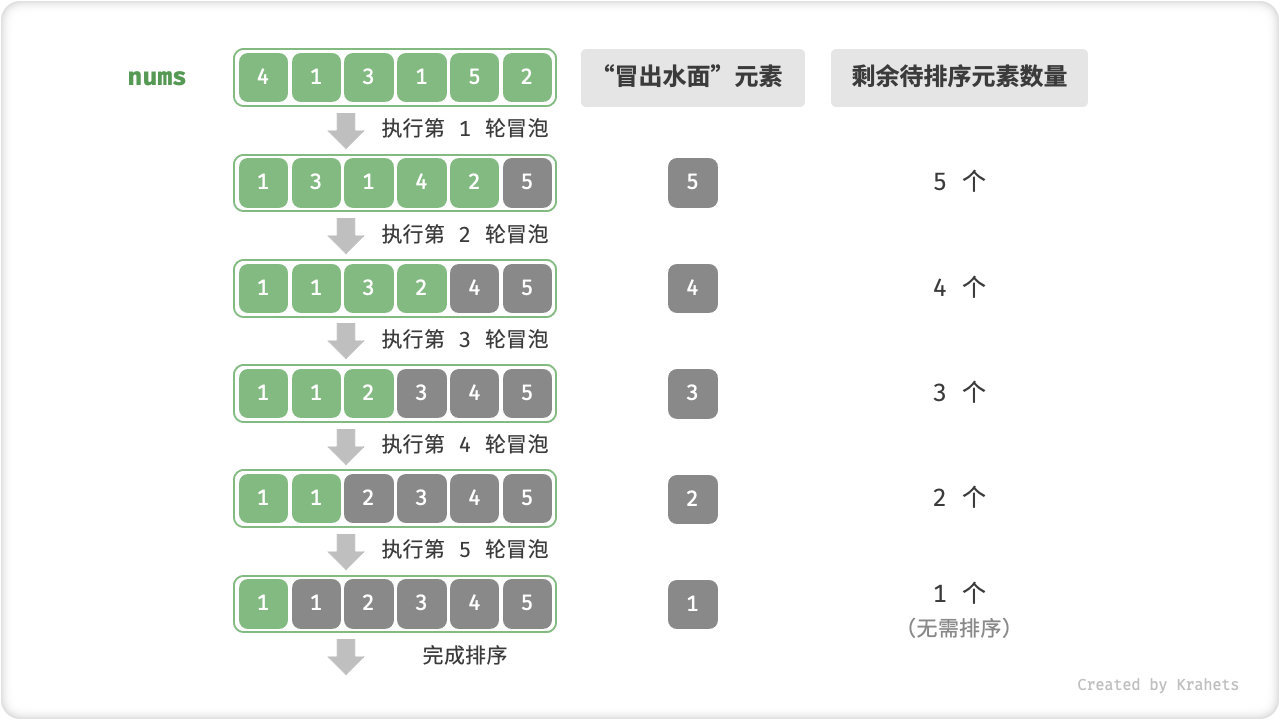 nums 4 1 3 1 5 2 “冒出水面”元素 剩余待排序元素数量
执行第 1 轮冒泡
1 3 1 4 2 5 5 5 个
执行第 2 轮冒泡
1 1 3 2 4 5 4 4 个
执行第 3 轮冒泡
1 1 2 3 4 5 3 3 个
执行第 4 轮冒泡
1 1 2 3 4 5 2 2 个
执行第 5 轮冒泡
1 1 2 3 4 5 1 1 个
（无需排序）
完成排序
Created by Krahets